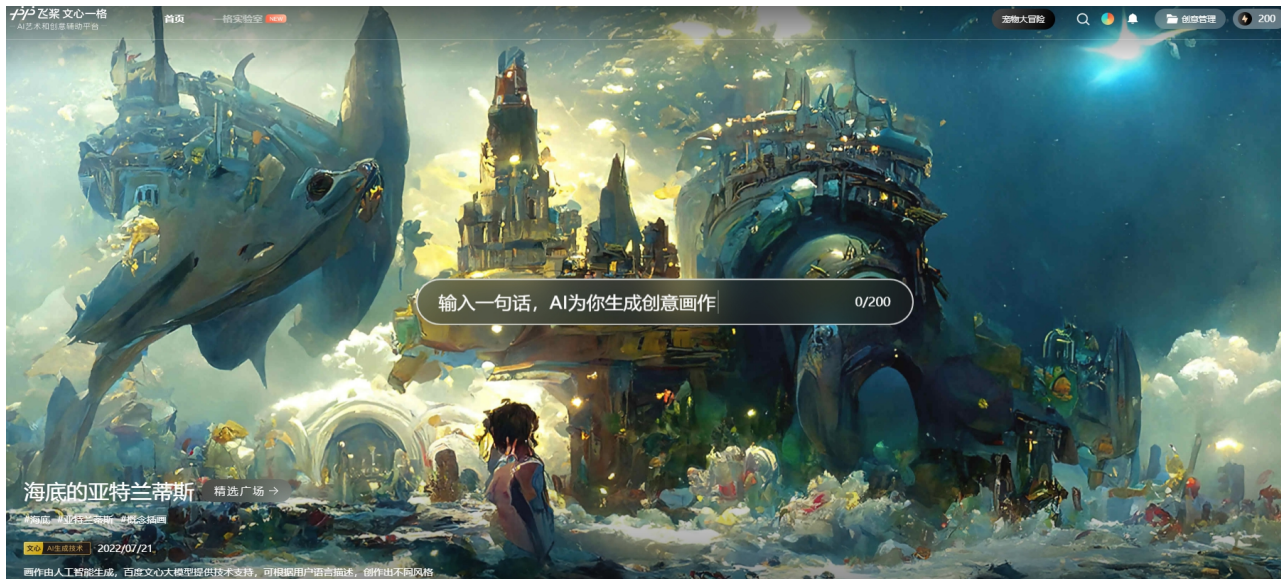 飞桨 文心一格
AI艺术和创意辅助平台
首页
一格实验室 NEW
宠物大冒险
创意管理
200
输入一句话，AI为你生成创意画作
0/200
海底的亚特兰蒂斯
精选广场 →
#海底 #亚特兰蒂斯 #概念插画
文心 AI生成技术 2022/07/21
画作由人工智能生成，百度文心大模型提供技术支持，可根据用户语言描述，创作出不同风格